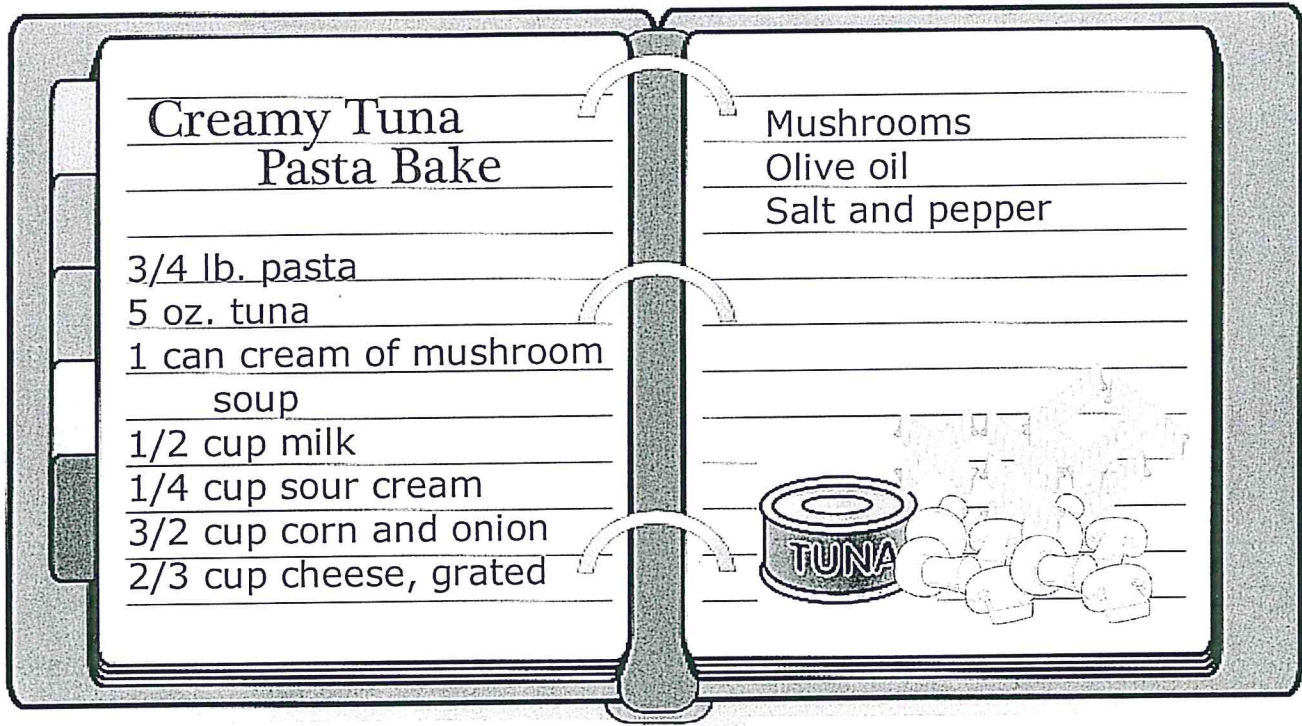 Creamy Tuna
Pasta Bake
3/4 lb. pasta
5 oz. tuna
1 can cream of mushroom
soup
1/2 cup milk
1/4 cup sour cream
3/2 cup corn and onion
2/3 cup cheese, grated
Mushrooms
Olive oil
Salt and pepper
TUNA